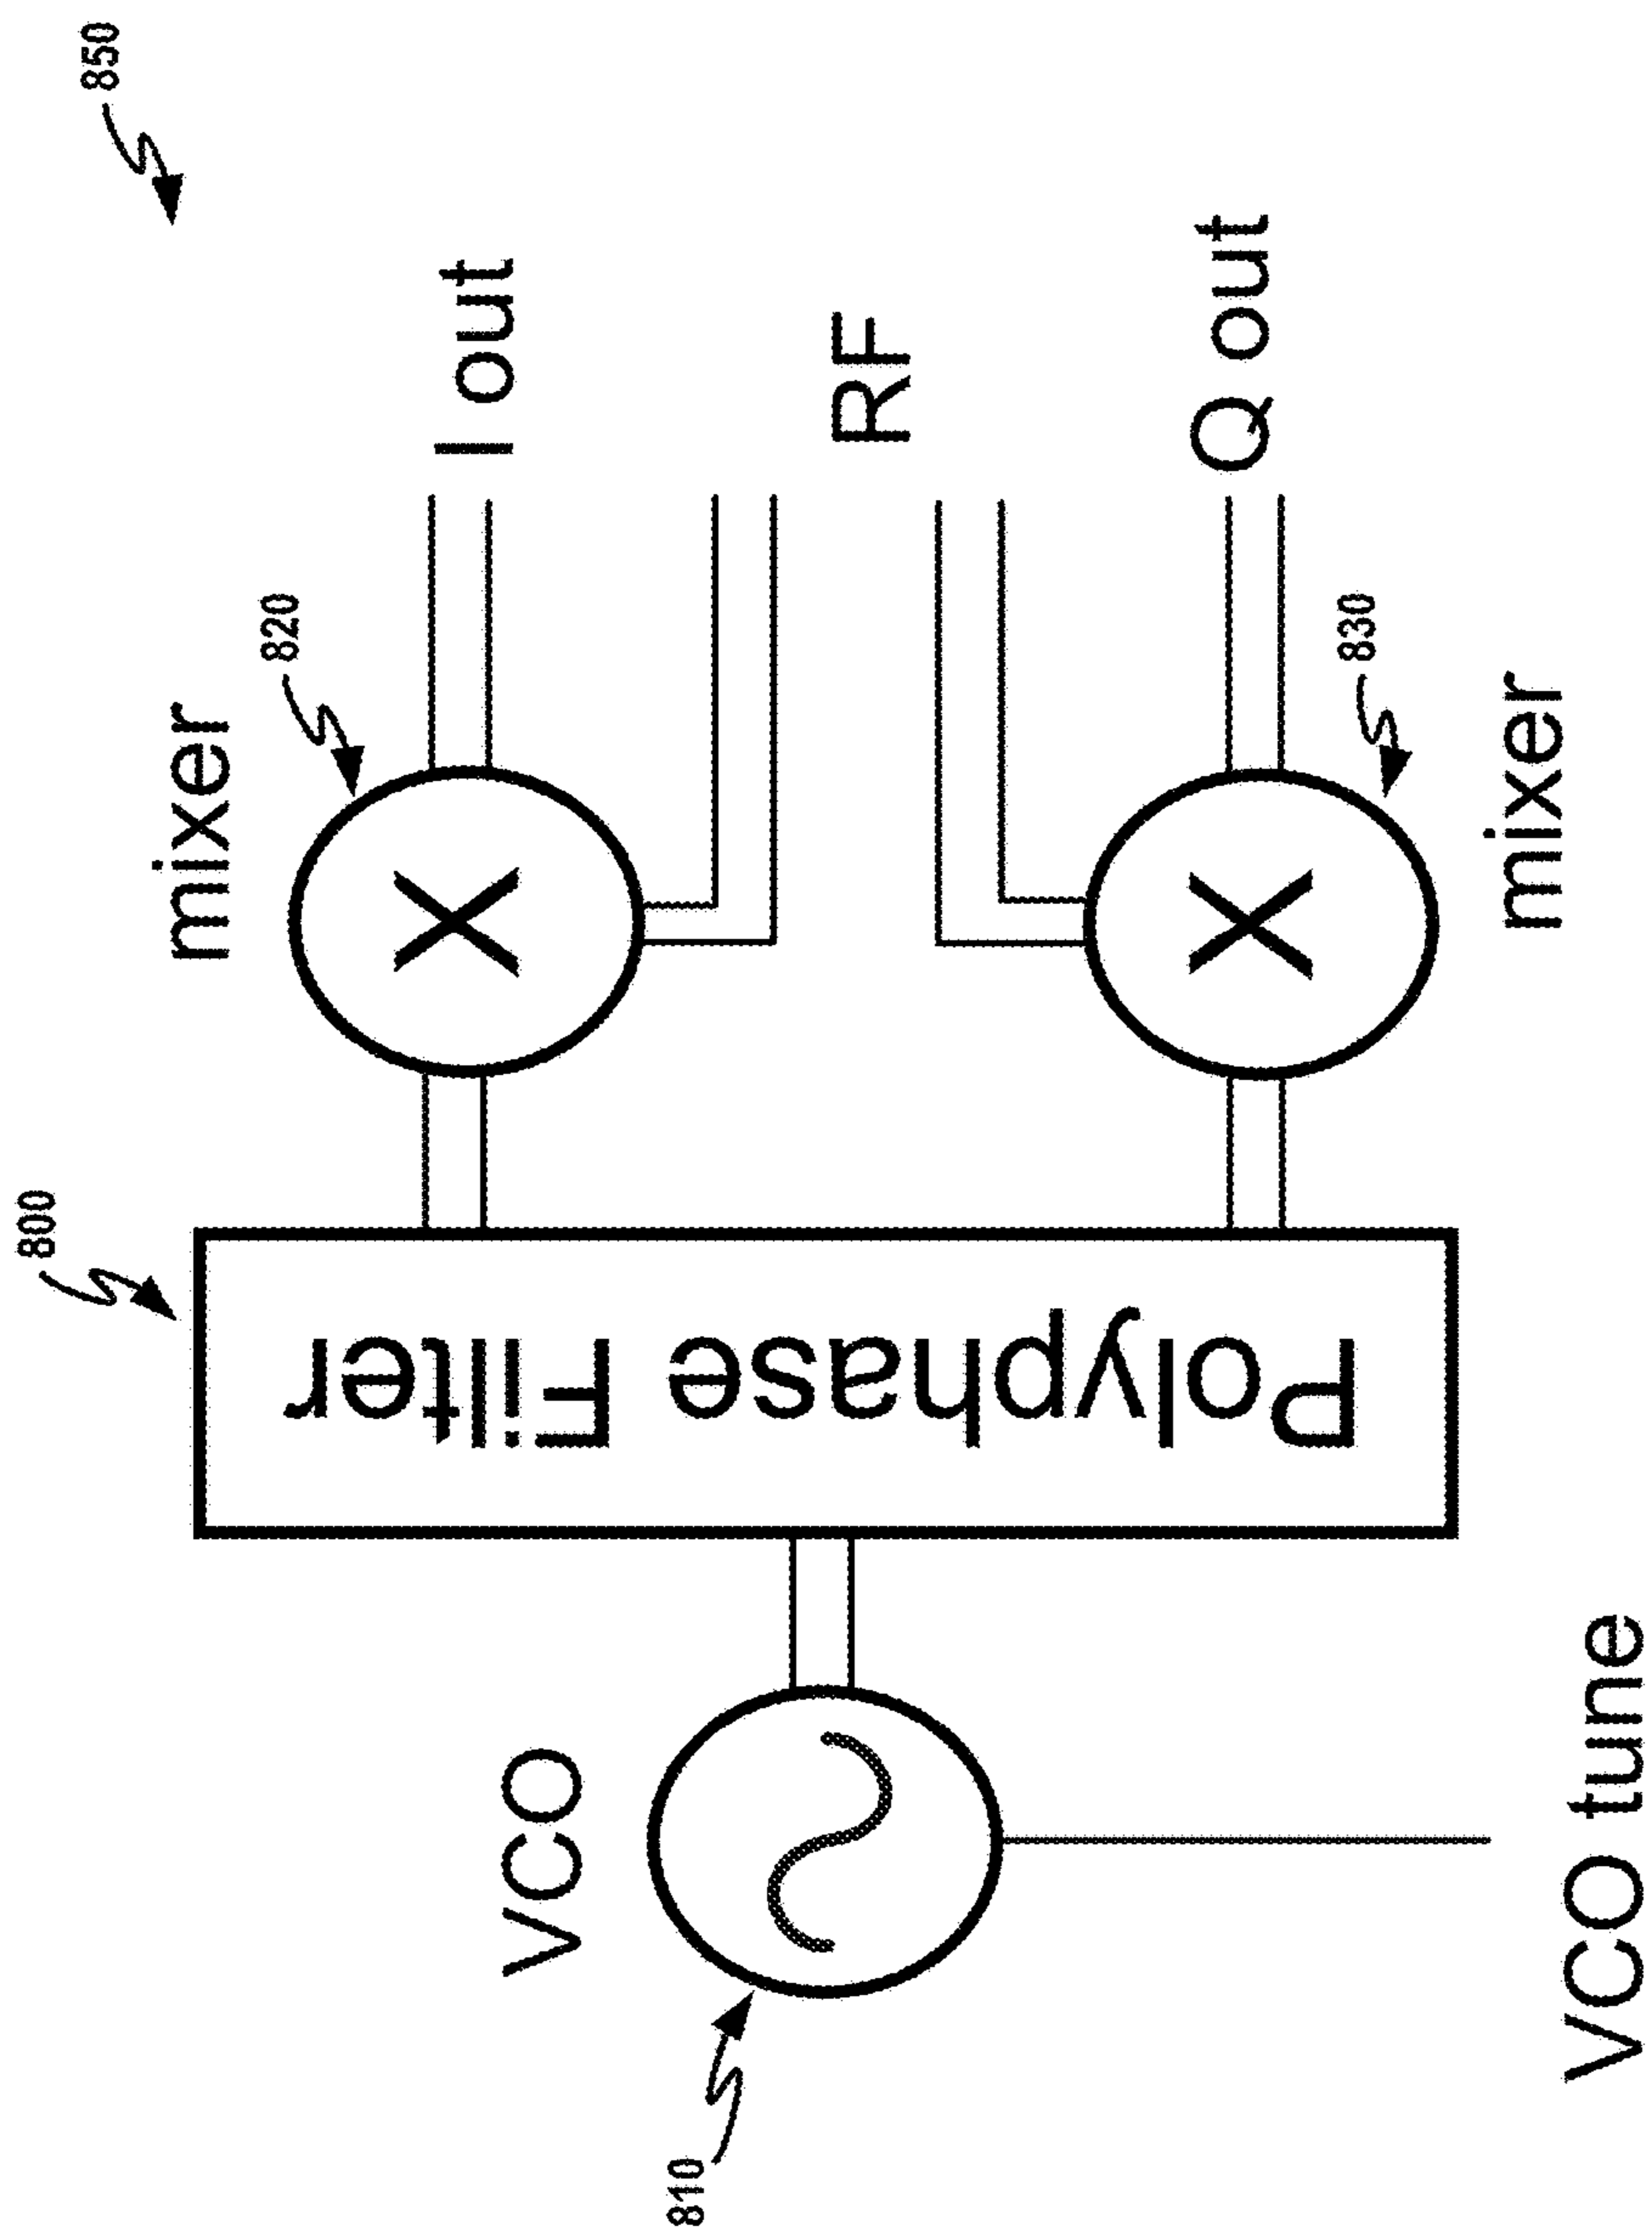 850
800
mixer
820
I out
VCO
810
Polyphase Filter
RF
Q out
830
mixer
VCO tune